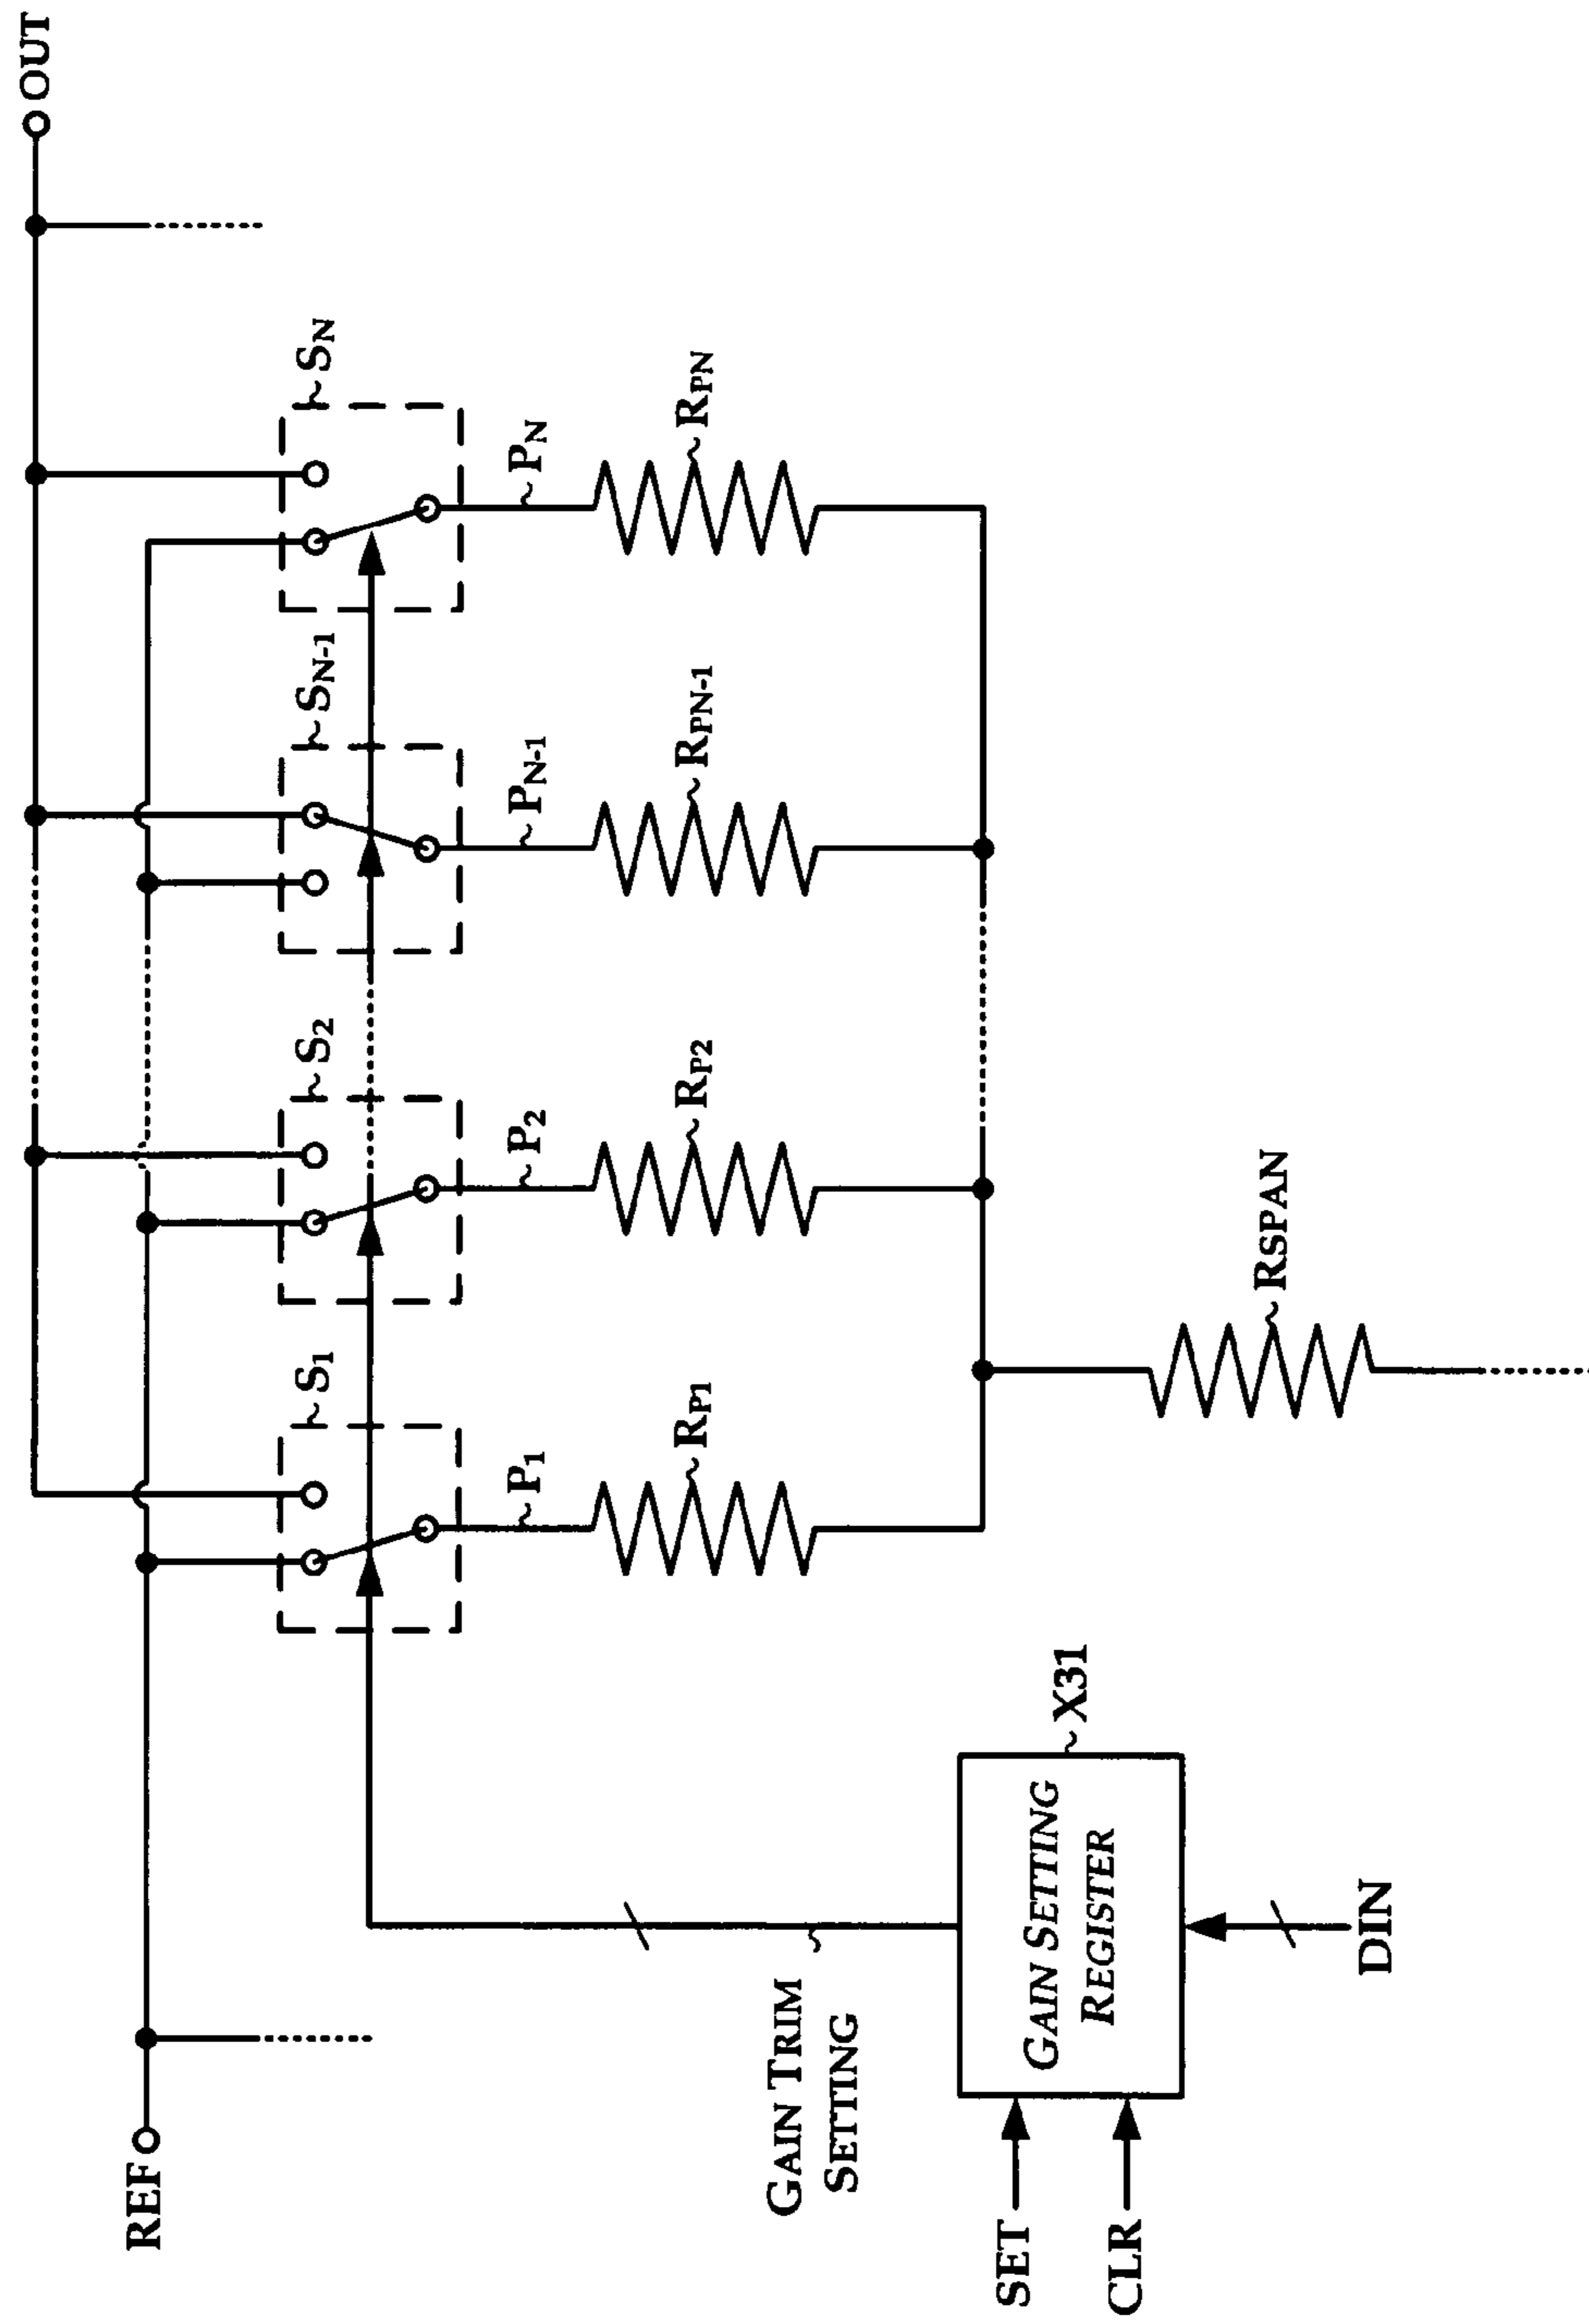 OUT
REF
S1
S2
SN-1
SN
P1
P2
PN-1
PN
RP1
RP2
RPN-1
RPN
GAIN TRIM
SETTING
RSPAN
X31
GAIN SETTING
REGISTER
SET
CLR
DIN